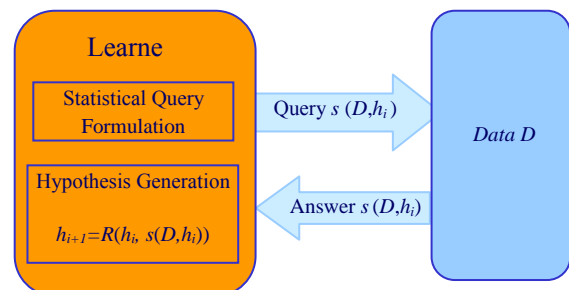 Learne
Statistical Query
Formulation
Query s (D,hᵢ)
Data D
Hypothesis Generation
hᵢ₊₁=R(hᵢ, s(D,hᵢ))
Answer s (D,hᵢ)